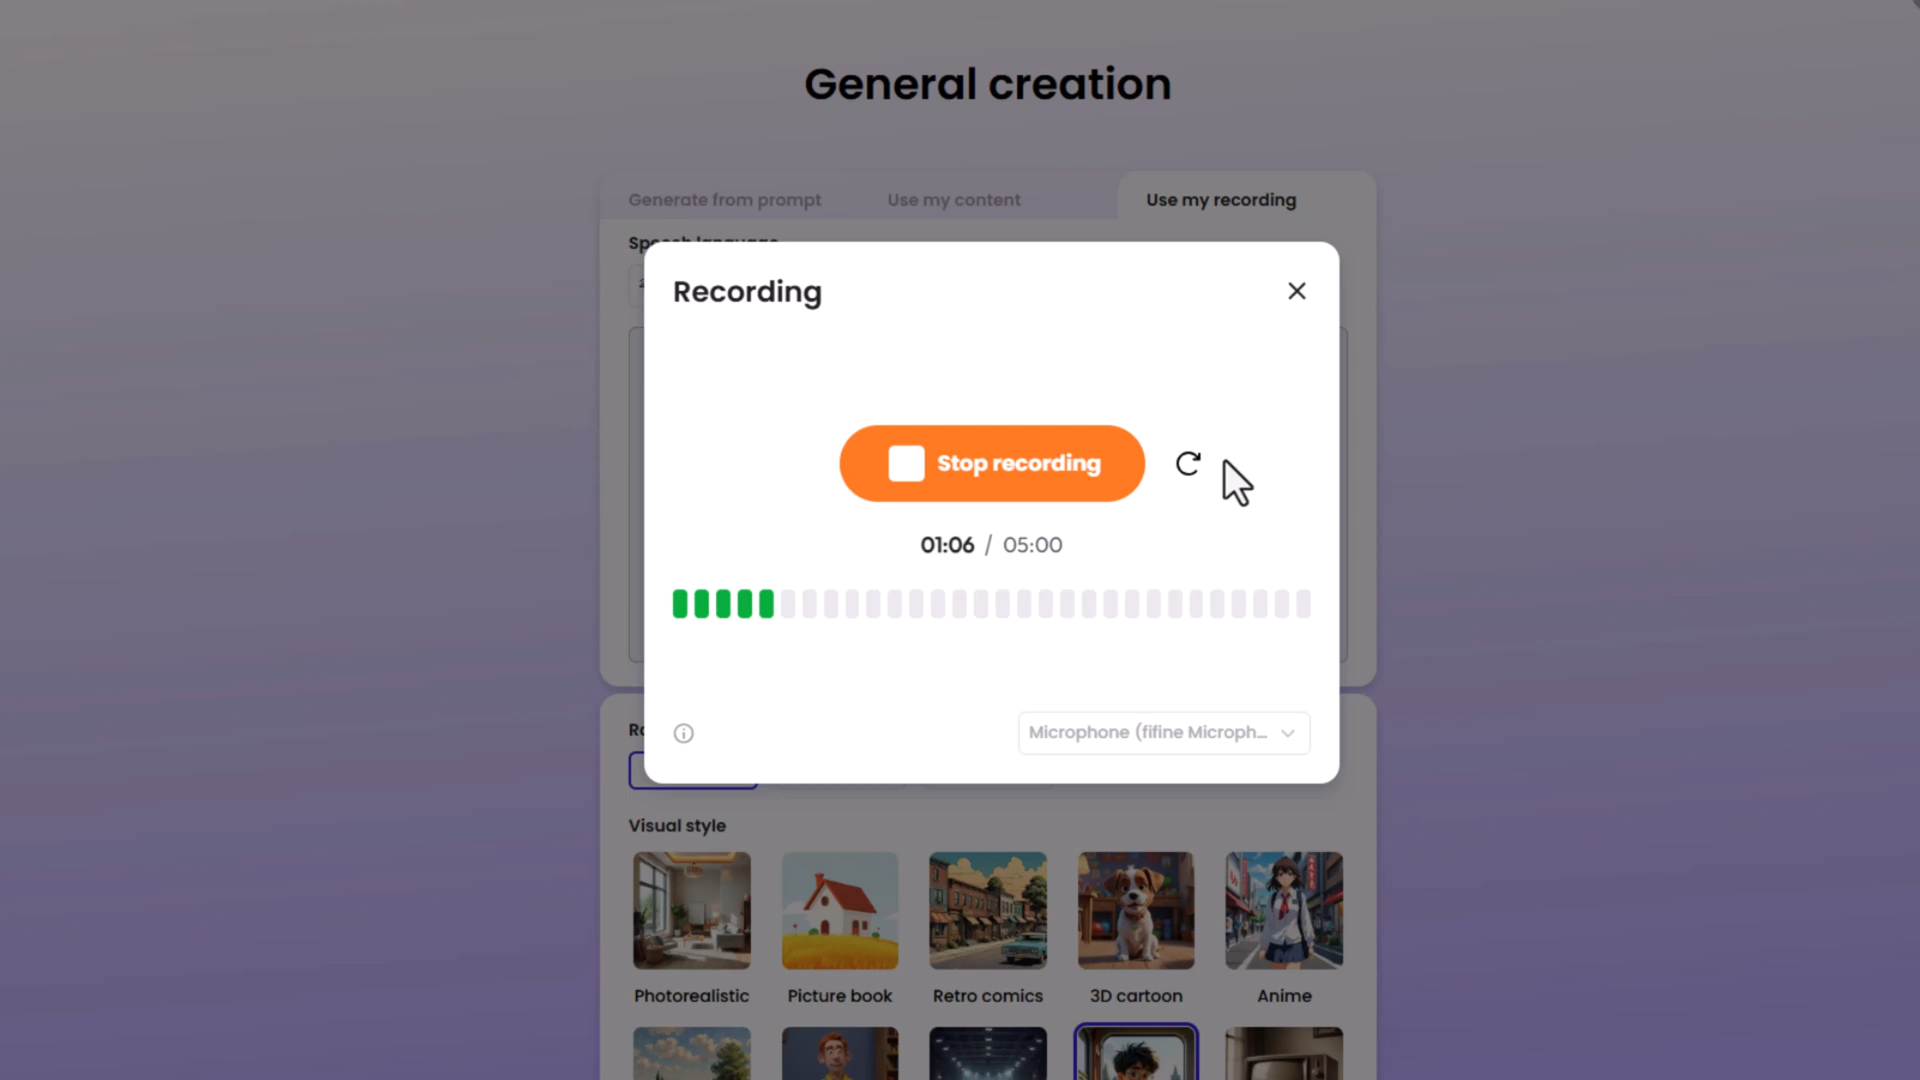 General creation
Generate from prompt
Use my content
Use my recording
Recording
Stop recording
01:06 / 05:00
Microphone (fifine Microph...
Visual style
Photorealistic
Picture book
Retro comics
3D cartoon
Anime